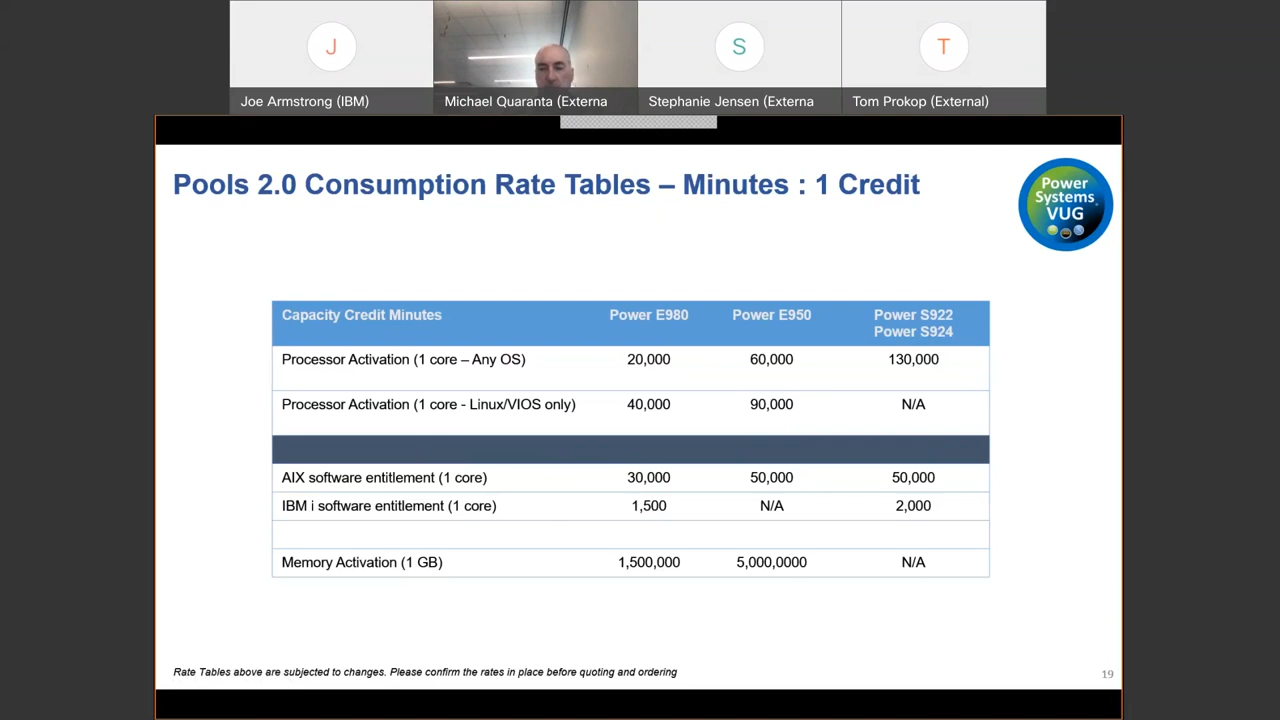 J
S
T
Joe Armstrong (IBM)
Michael Quaranta (Externa
Stephanie Jensen (Externa
Tom Prokop (External)
Pools 2.0 Consumption Rate Tables – Minutes : 1 Credit
Power
Systems
VUG
Capacity Credit Minutes
Power E980
Power E950
Power S922
Power S924
Processor Activation (1 core – Any OS)
20,000
60,000
130,000
Processor Activation (1 core - Linux/VIOS only)
40,000
90,000
N/A
AIX software entitlement (1 core)
30,000
50,000
50,000
IBM i software entitlement (1 core)
1,500
N/A
2,000
Memory Activation (1 GB)
1,500,000
5,000,0000
N/A
Rate Tables above are subjected to changes. Please confirm the rates in place before quoting and ordering
19